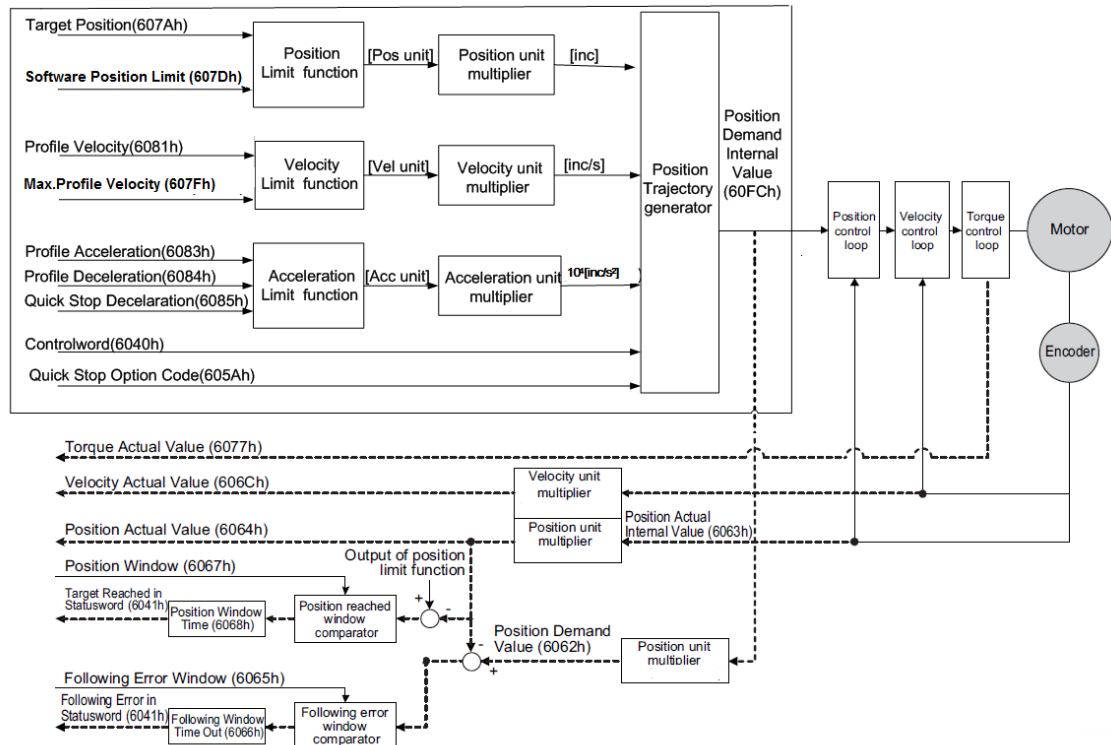 Target Position(607Ah)
Software Position Limit (607Dh)
Position
Limit function
[Pos unit]
Position unit
multiplier
[inc]
Profile Velocity(6081h)
Max.Profile Velocity (607Fh)
Velocity
Limit function
[Vel unit]
Velocity unit
multiplier
[inc/s]
Profile Acceleration(6083h)
Profile Deceleration(6084h)
Quick Stop Decelaration(6085h)
Acceleration
Limit function
[Acc unit]
Acceleration unit
multiplier
Controlword(6040h)
Quick Stop Option Code(605Ah)
Position
Trajectory
generator
Position
Demand
Internal
Value
(60FCh)
Position
control
loop
Velocity
control
loop
Torque
control
loop
Motor
Encoder
Torque Actual Value (6077h)
Velocity Actual Value (606Ch)
Velocity unit
multiplier
Position Actual Value (6064h)
Position unit
multiplier
Position Actual
Internal Value (6063h)
Position Window (6067h)
Output of position
limit function
+
-
Target Reached in
Statusword (6041h)
Position Window
Time (6068h)
Position reached
window
comparator
Position Demand
Value (6062h)
-
+
Position unit
multiplier
Following Error Window (6065h)
Following Error in
Statusword (6041h)
Following Window
Time Out (6066h)
Following error
window
comparator